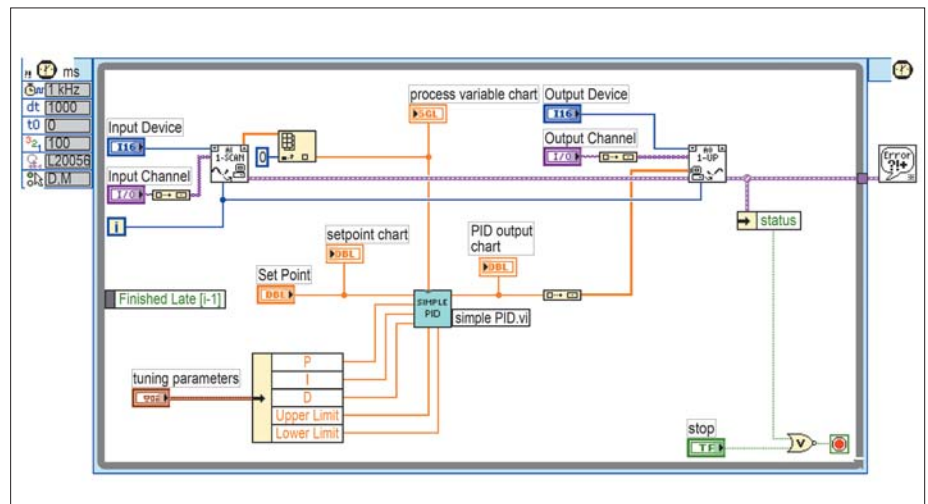 ms
1 kHz
dt 1000
t0 0
100
L20056
D.M
process variable chart
SGL
Output Device
I16
Output Channel
I/O
Input Device
I16
AI
1-SCAN
0
AO
1-UP
Input Channel
I/O
i
Error
?!+
status
setpoint chart
DBL
PID output
chart
DBL
Set Point
DBL
SIMPLE
PID
simple PID.vi
Finished Late [i-1]
P
I
D
Upper Limit
Lower Limit
tuning parameters
stop
TF
V